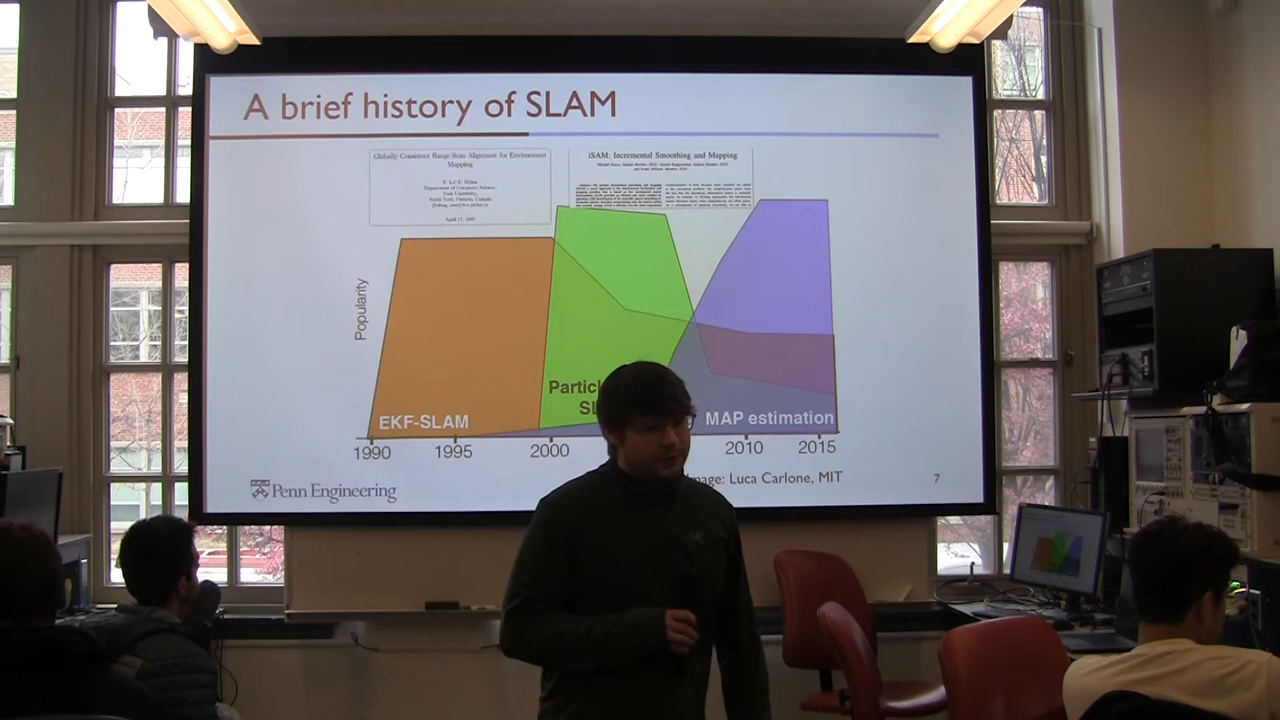 A brief history of SLAM
Globally Consistent Range Scan Alignment for Environment
Mapping
F. Lu E. Milios
Department of Computer Science,
York University,
North York, Ontario, Canada
April 17, 1997
iSAM: Incremental Smoothing and Mapping
Popularity
Partic
SL
EKF-SLAM
MAP estimation
1990 1995 2000 2010 2015
Penn Engineering
mage: Luca Carlone, MIT
7